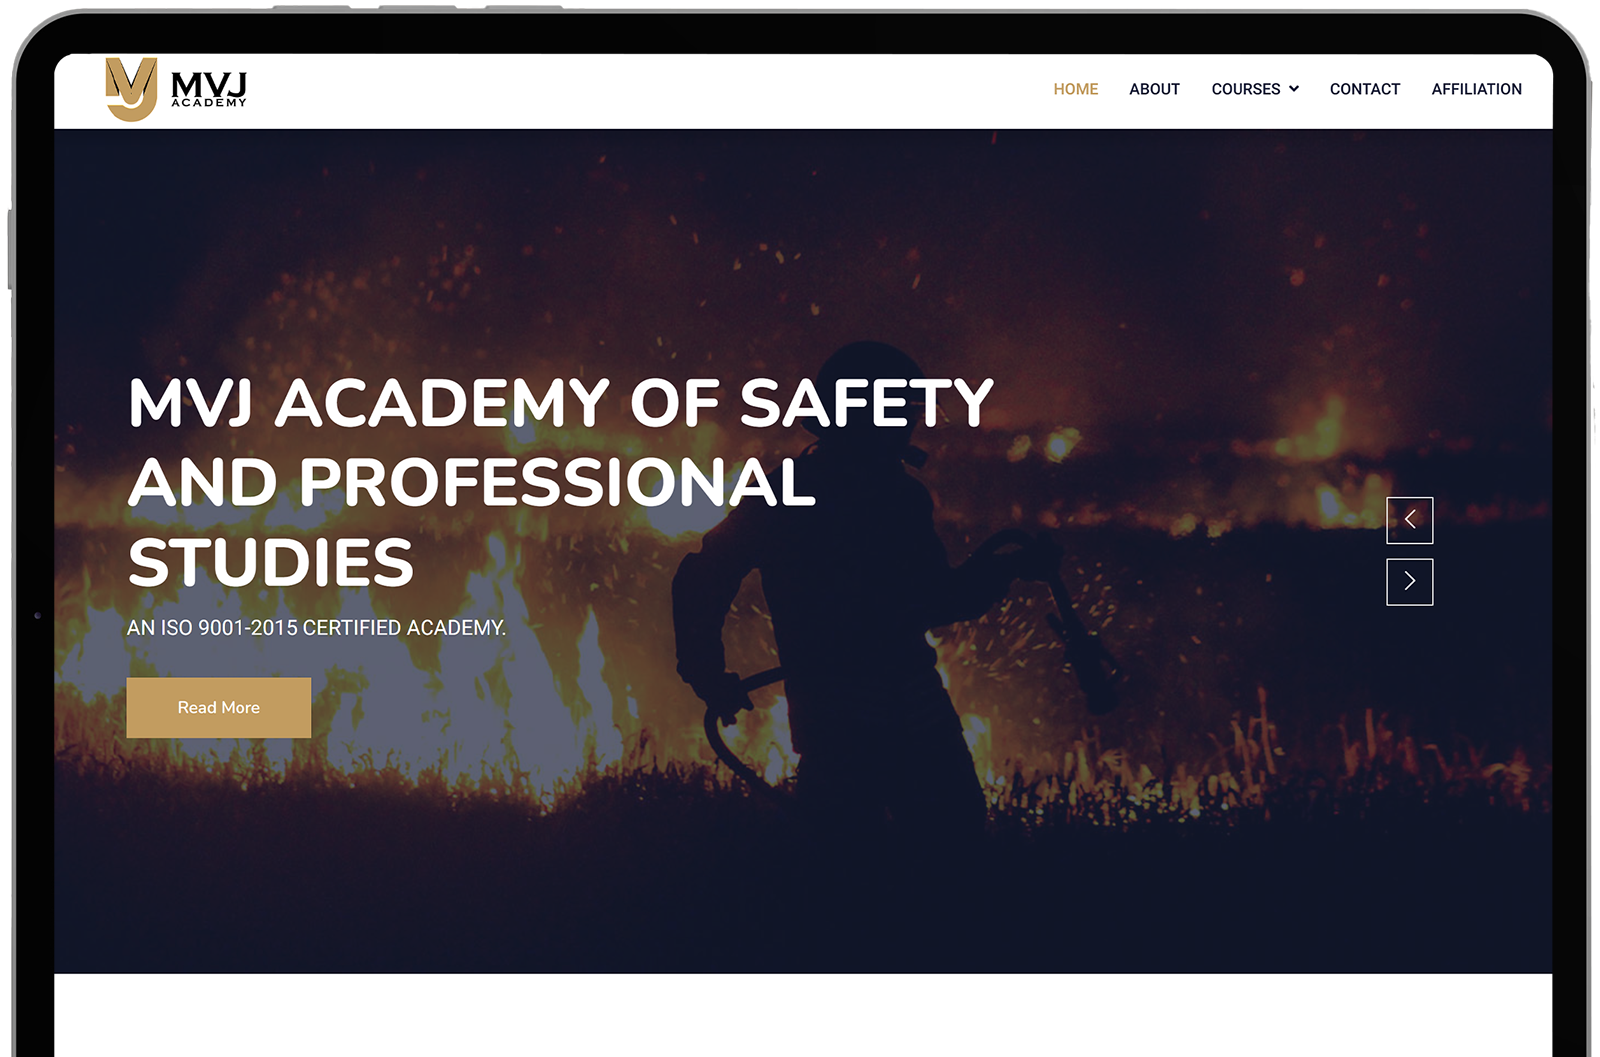 MVJ
ACADEMY
HOME ABOUT COURSES CONTACT AFFILIATION
MVJ ACADEMY OF SAFETY
AND PROFESSIONAL
STUDIES
AN ISO 9001-2015 CERTIFIED ACADEMY.
Read More